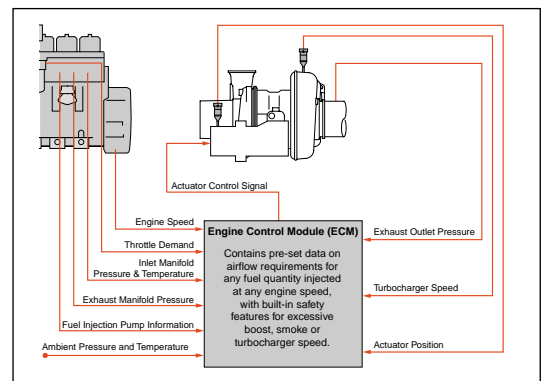 Actuator Control Signal
Engine Speed
Throttle Demand
Inlet Manifold
Pressure & Temperature
Exhaust Manifold Pressure
Fuel Injection Pump Information
Ambient Pressure and Temperature
Engine Control Module (ECM)
Contains pre-set data on
airflow requirements for
any fuel quantity injected
at any engine speed,
with built-in safety
features for excessive
boost, smoke or
turbocharger speed.
Exhaust Outlet Pressure
Turbocharger Speed
Actuator Position